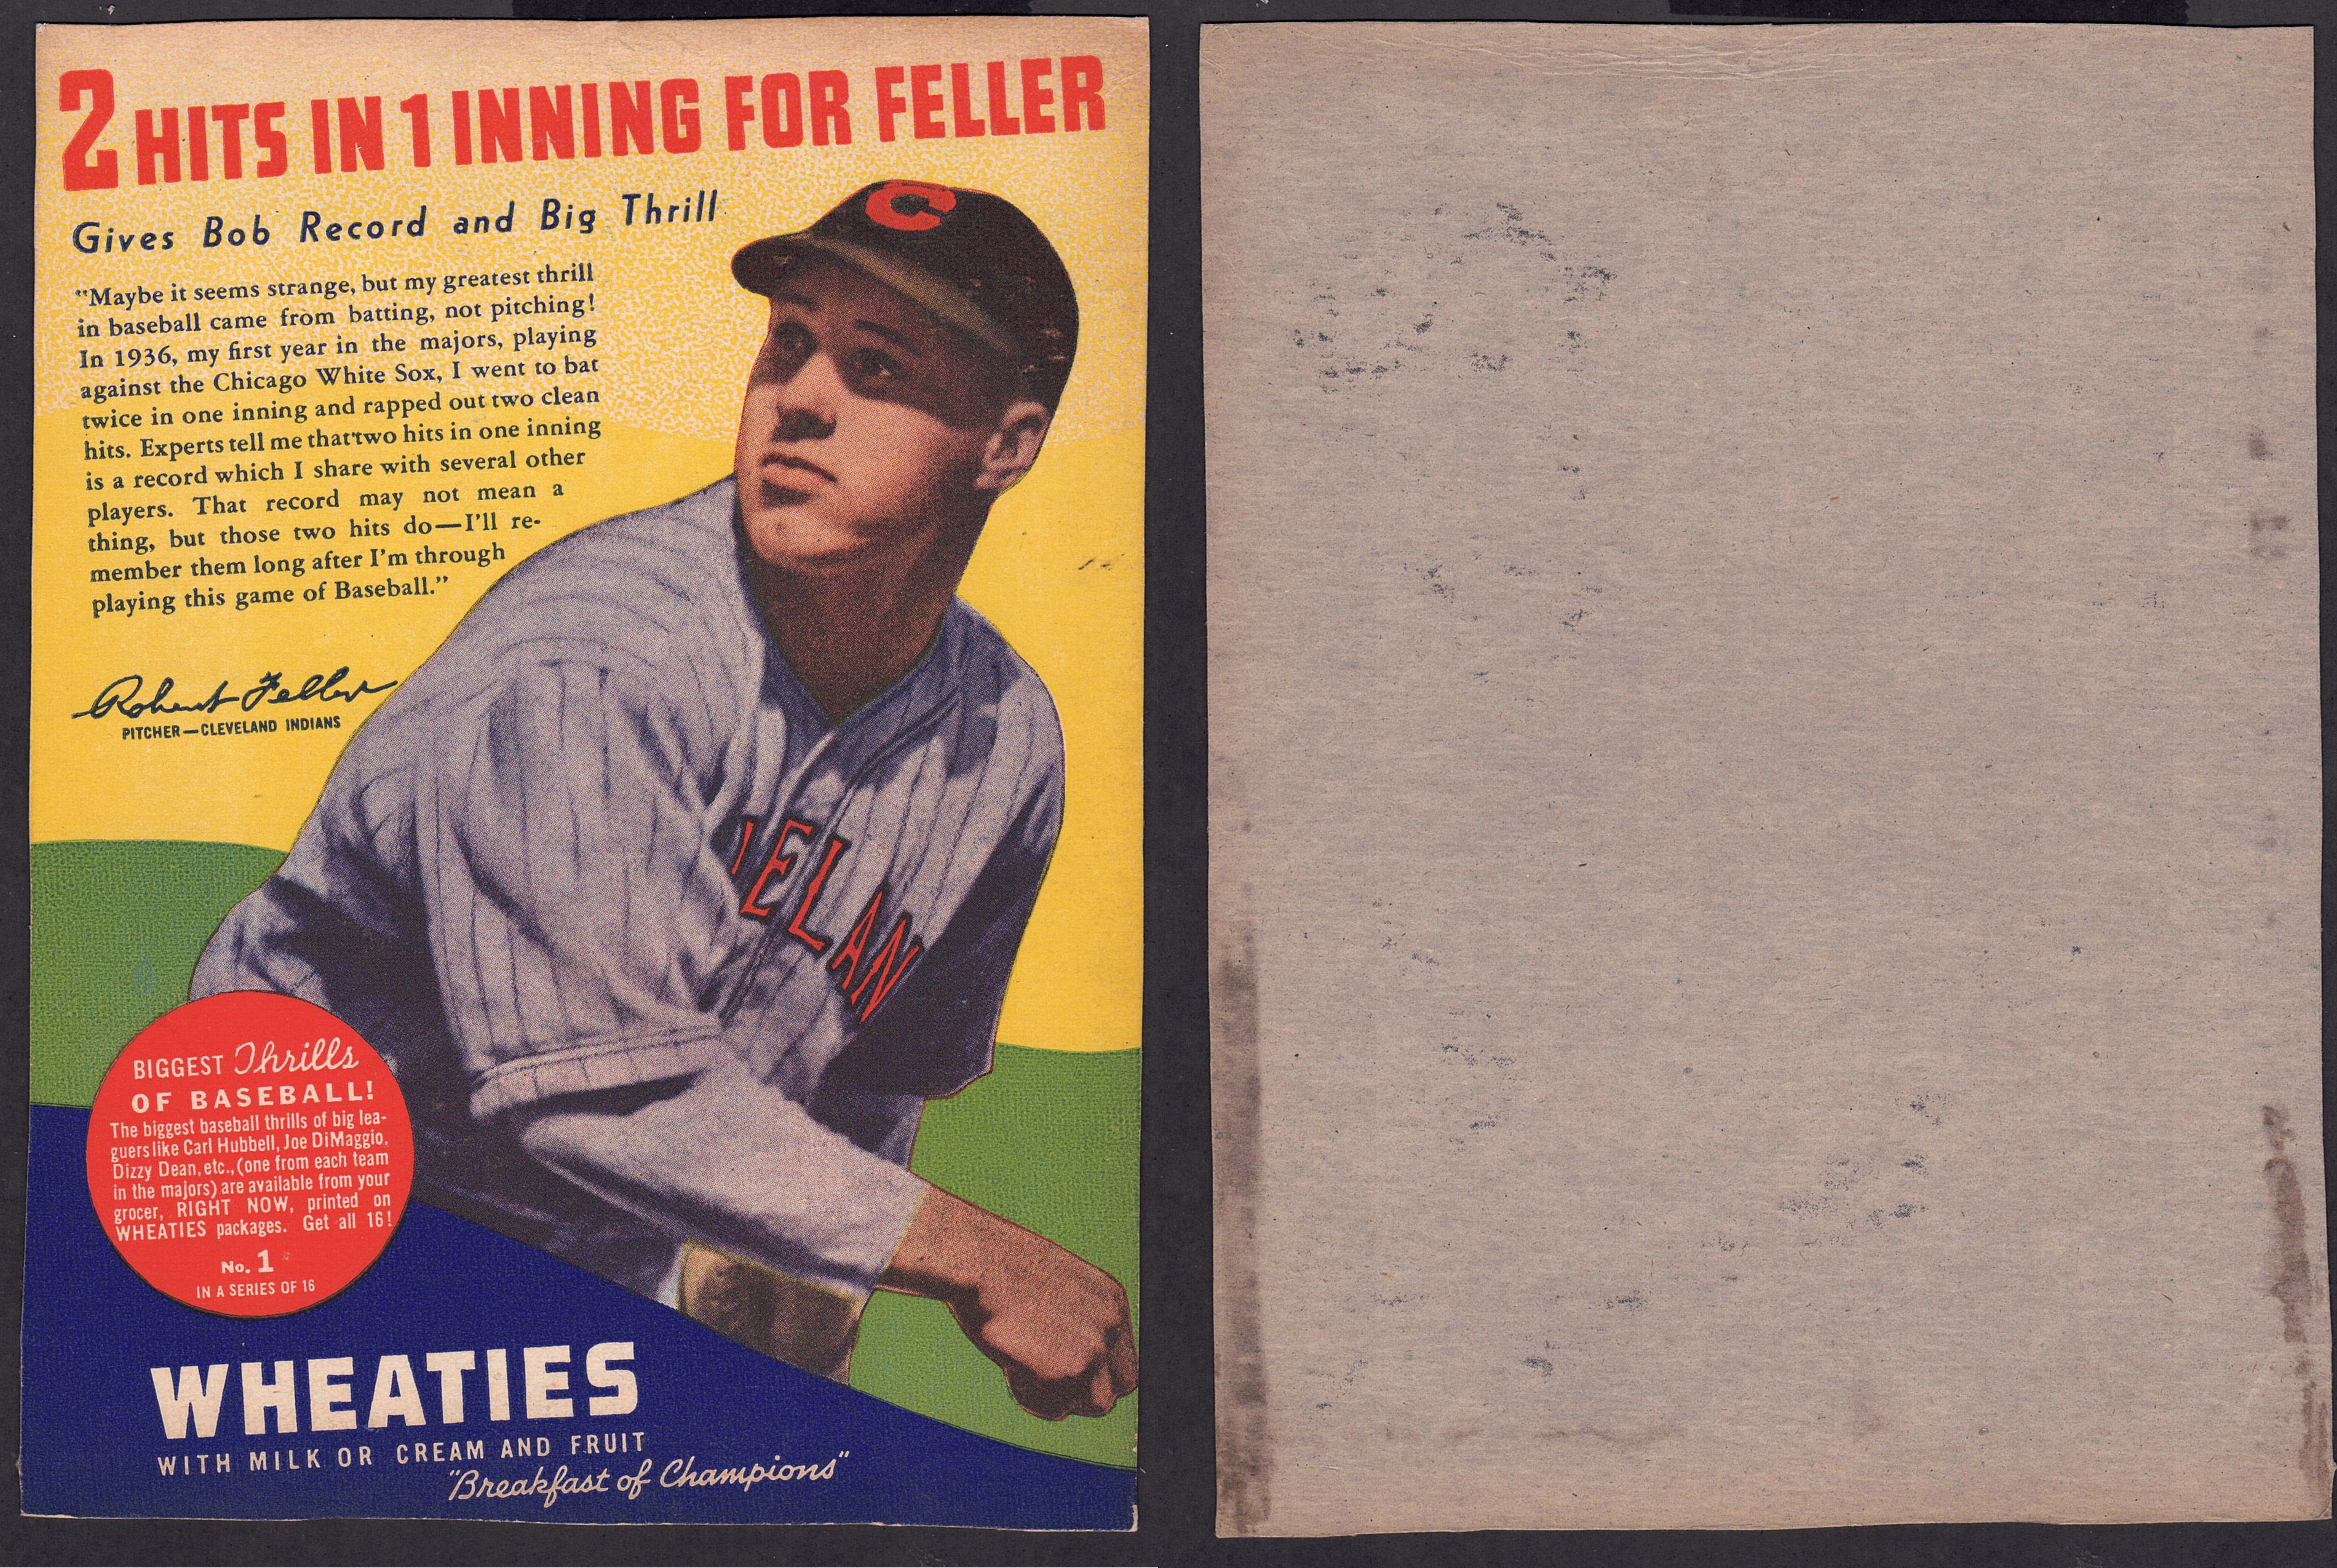 2 HITS IN 1 INNING FOR FELLER
Gives Bob Record and Big Thrill
"Maybe it seems strange, but my greatest thrill
in baseball came from batting, not pitching!
In 1936, my first year in the majors, playing
against the Chicago White Sox, I went to bat
twice in one inning and rapped out two clean
hits. Experts tell me that two hits in one inning
is a record which I share with several other
players. That record may not mean a
thing, but those two hits do—I'll re-
member them long after I'm through
playing this game of Baseball."
Robert Feller
PITCHER—CLEVELAND INDIANS
C
ELAN
BIGGEST Thrills
OF BASEBALL!
The biggest baseball thrills of big lea-
guers like Carl Hubbell, Joe DiMaggio,
Dizzy Dean, etc., (one from each team
in the majors) are available from your
grocer, RIGHT NOW, printed on
WHEATIES packages. Get all 16!
No. 1
IN A SERIES OF 16
WHEATIES
WITH MILK OR CREAM AND FRUIT
"Breakfast of Champions"